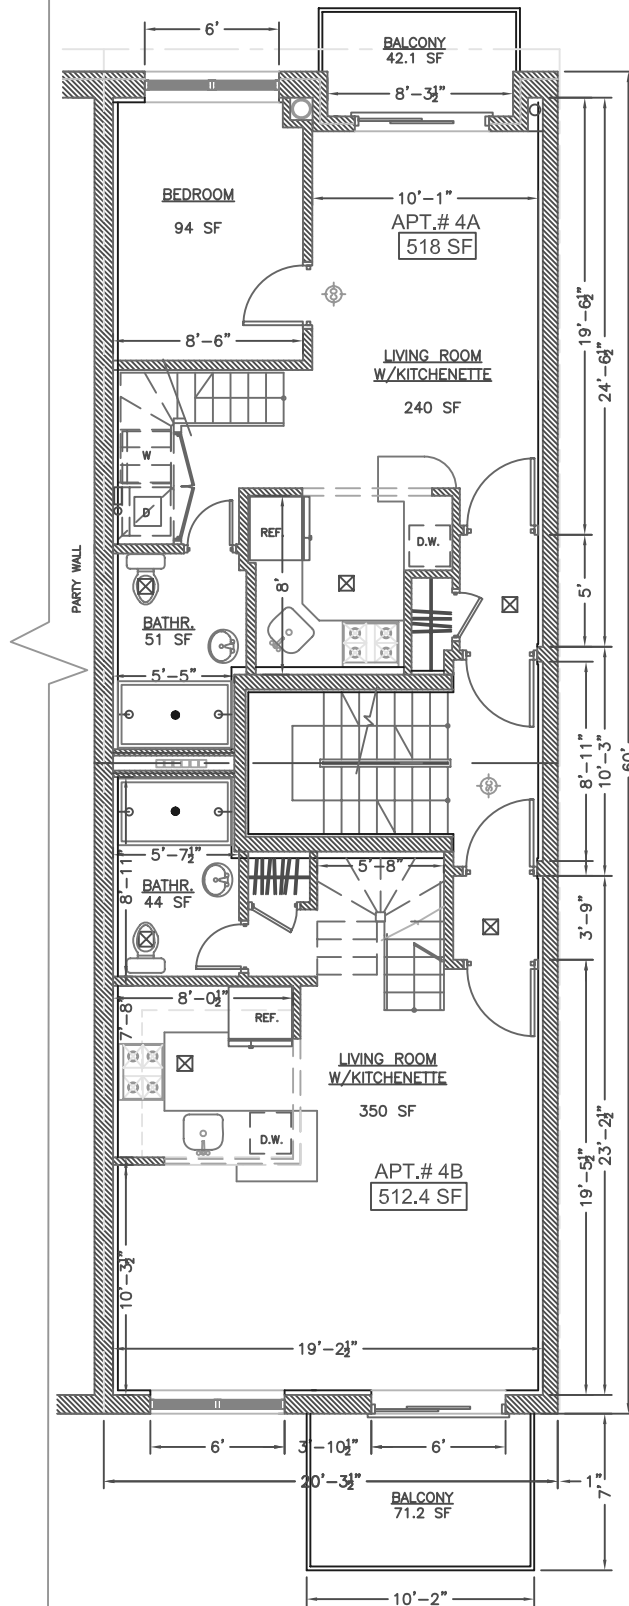 6'
BALCONY
42.1 SF
8'-3½"
BEDROOM
94 SF
10'-1"
APT.# 4A
518 SF
19'-6½"
24'-6½"
8'-6"
LIVING ROOM
W/KITCHENETTE
240 SF
W
D
REF.
D.W.
8'
5'
PARTY WALL
BATHR.
51 SF
5'-5"
8'-11"
10'-3"
60'
5'-7½"
8'-11"
BATHR.
44 SF
5'-8"
3'-9"
8'-0½"
7'-8"
REF.
LIVING ROOM
W/KITCHENETTE
350 SF
D.W.
APT.# 4B
512.4 SF
19'-5½"
23'-2½"
10'-3½"
19'-2½"
6'
3'-10½"
6'
20'-3½"
1"
7'
BALCONY
71.2 SF
10'-2"